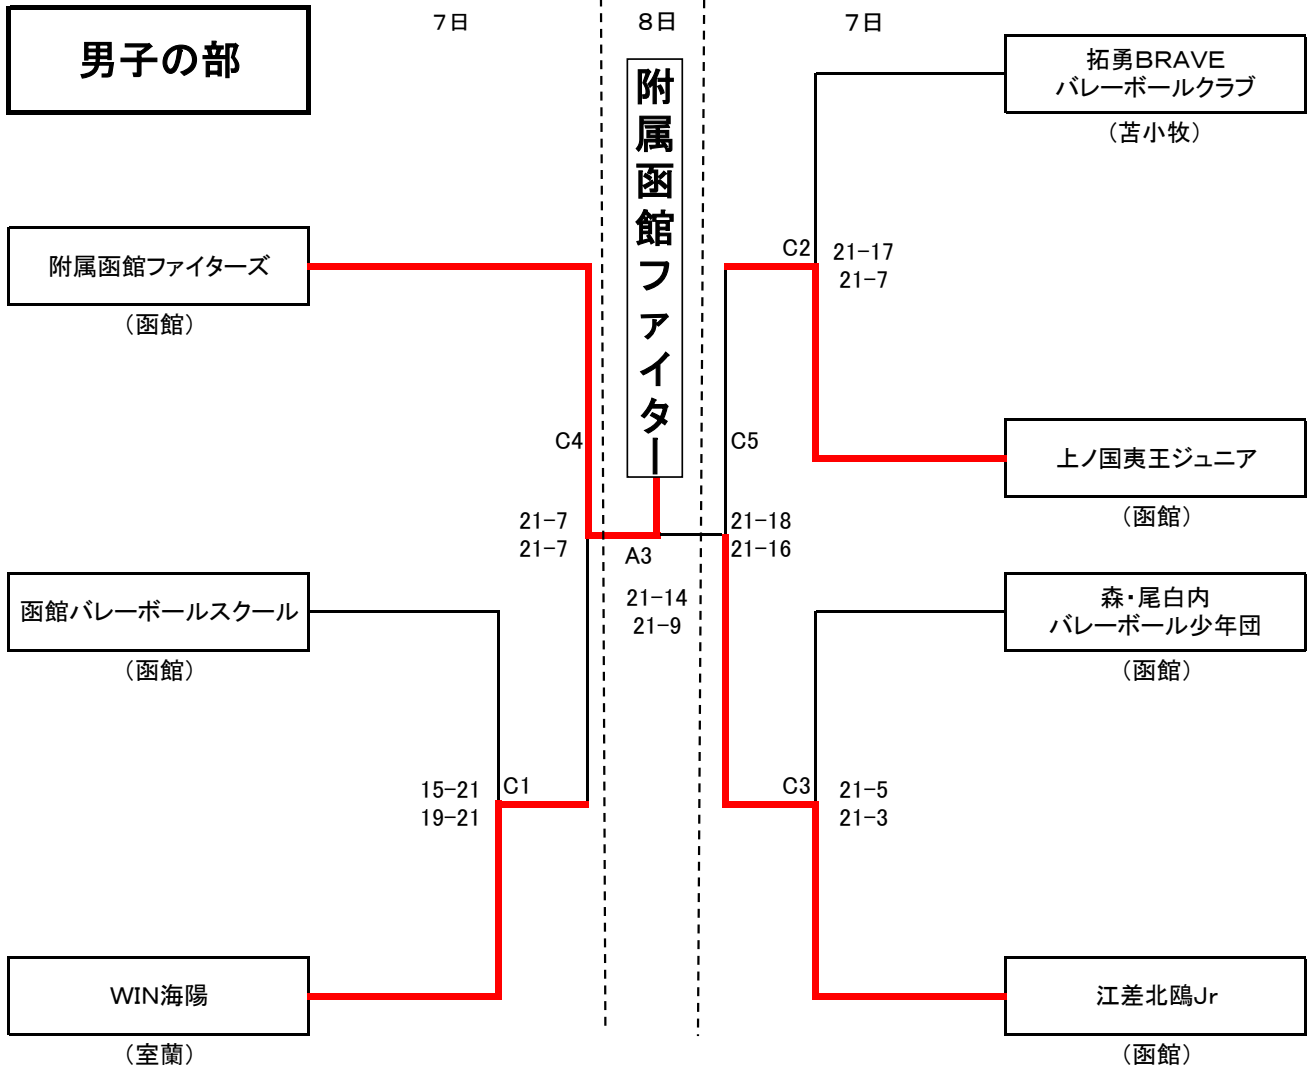 男子の部
7日
8日
7日
附属函館ファイター
拓勇BRAVE
バレーボールクラブ
（苫小牧）
附属函館ファイターズ
（函館）
C2
21-17
21-7
C4
C5
上ノ国夷王ジュニア
（函館）
21-7
21-7
A3
21-14
21-9
21-18
21-16
函館バレーボールスクール
（函館）
森・尾白内
バレーボール少年団
（函館）
15-21
19-21
C1
C3
21-5
21-3
WIN海陽
（室蘭）
江差北鴎Jr
（函館）